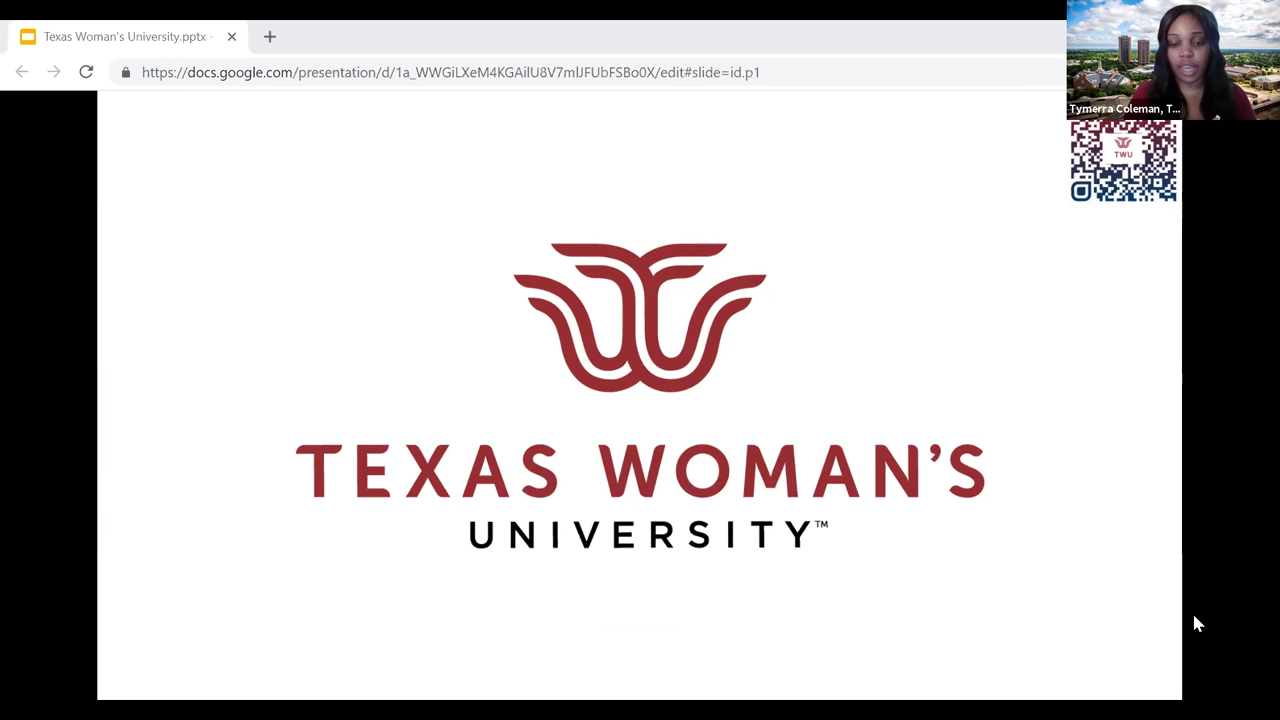 Texas Woman's University.pptx -
https://docs.google.com/presentation/d/1a_WWGiLXeM4KGAiIU8V7mIJFUbFSBo0X/edit#slide=id.p1
Tymerra Coleman, T...
TWU
TEXAS WOMAN'S
UNIVERSITY™